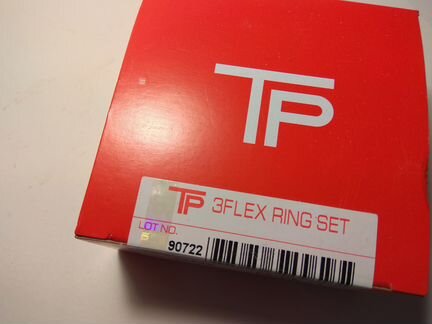 TP
TP 3FLEX RING SET
LOT NO.
90722